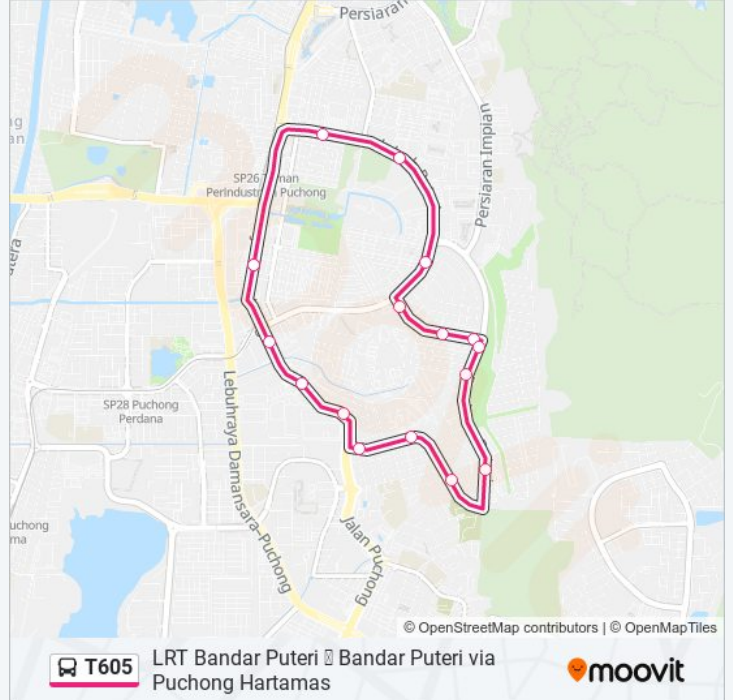 Persiaran
SP26 Taman
Perindustrian Puchong
Persiaran Impian
SP28 Puchong
Perdana
Lebuhraya Damansara-Puchong
Jalan Puchong
© OpenStreetMap contributors | © OpenMapTiles
T605
LRT Bandar Puteri Bandar Puteri via
Puchong Hartamas
moovit